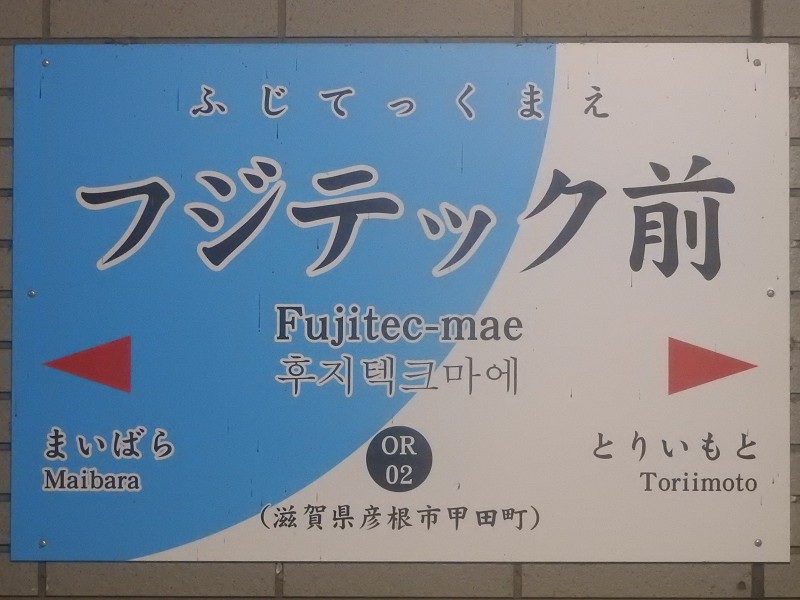 ふじてっくまえ
フジテック前
Fujitec-mae
후지텍크마에
まいばら
Maibara
OR
02
とりいもと
Toriimoto
(滋賀県彦根市甲田町)